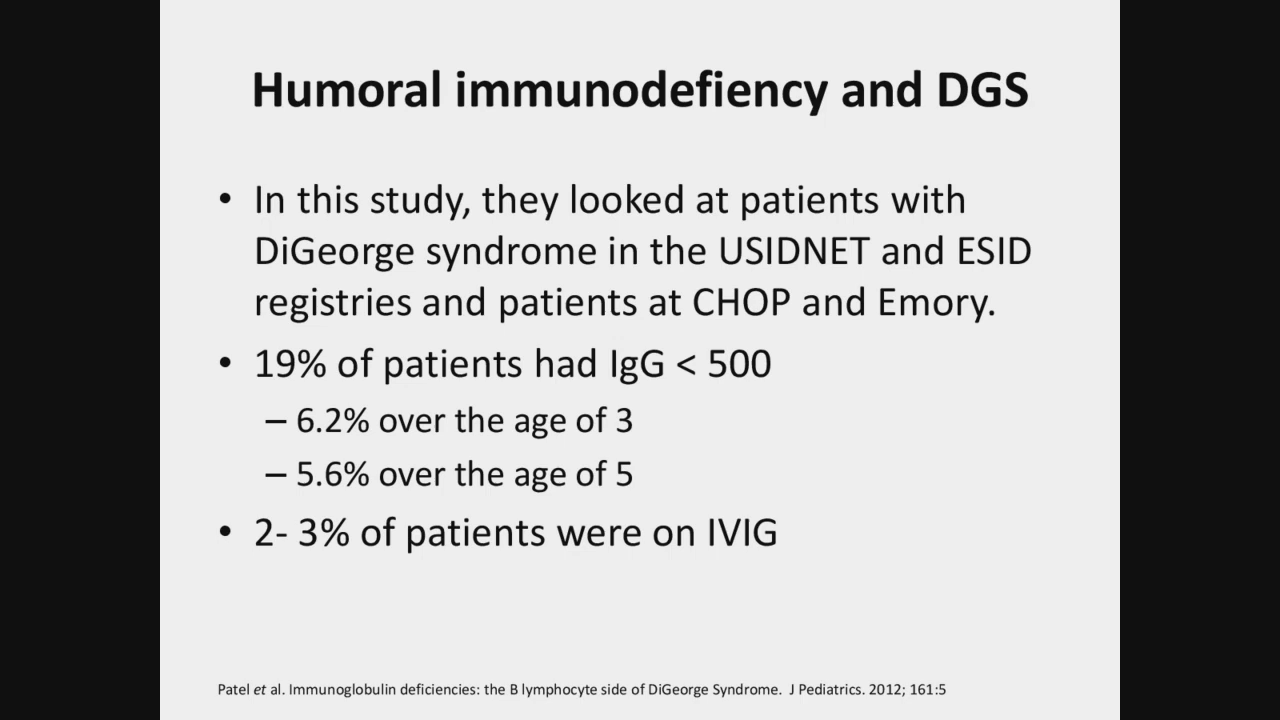 Humoral immunodefiency and DGS
• In this study, they looked at patients with
DiGeorge syndrome in the USIDNET and ESID
registries and patients at CHOP and Emory.
• 19% of patients had IgG < 500
– 6.2% over the age of 3
– 5.6% over the age of 5
• 2- 3% of patients were on IVIG
Patel et al. Immunoglobulin deficiencies: the B lymphocyte side of DiGeorge Syndrome. J Pediatrics. 2012; 161:5